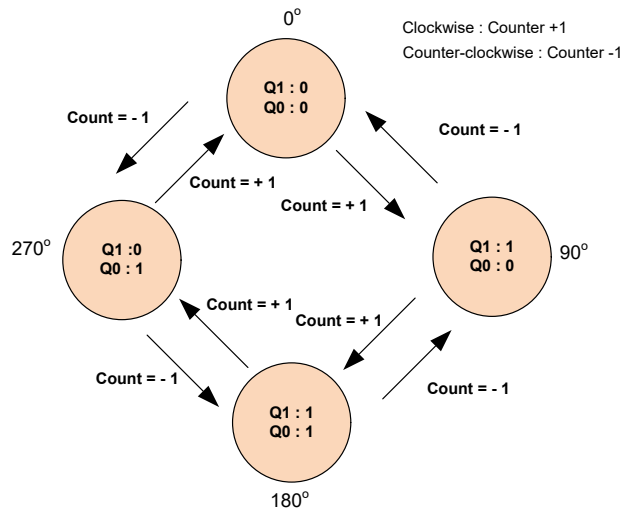 0°
Clockwise : Counter +1
Counter-clockwise : Counter -1
Q1 : 0
Q0 : 0
Count = - 1
Count = - 1
Count = + 1
Count = + 1
270°
Q1 :0
Q0 : 1
Q1 : 1
Q0 : 0
90°
Count = + 1
Count = + 1
Count = - 1
Count = - 1
Q1 : 1
Q0 : 1
180°